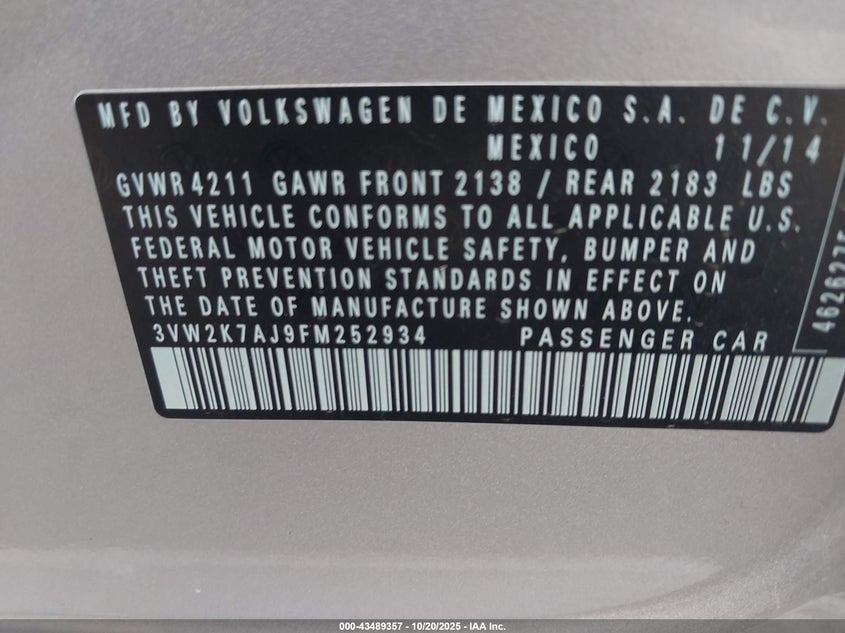 MFD BY VOLKSWAGEN DE MEXICO S.A. DE C.V.
MEXICO 11/14
GVWR 4211 GAWR FRONT 2138 / REAR 2183 LBS
THIS VEHICLE CONFORMS TO ALL APPLICABLE U.S.
FEDERAL MOTOR VEHICLE SAFETY, BUMPER AND
THEFT PREVENTION STANDARDS IN EFFECT ON
THE DATE OF MANUFACTURE SHOWN ABOVE.
3VW2K7AJ9FM252934 PASSENGER CAR
000-43489357 - 10/20/2025 - IAA Inc.